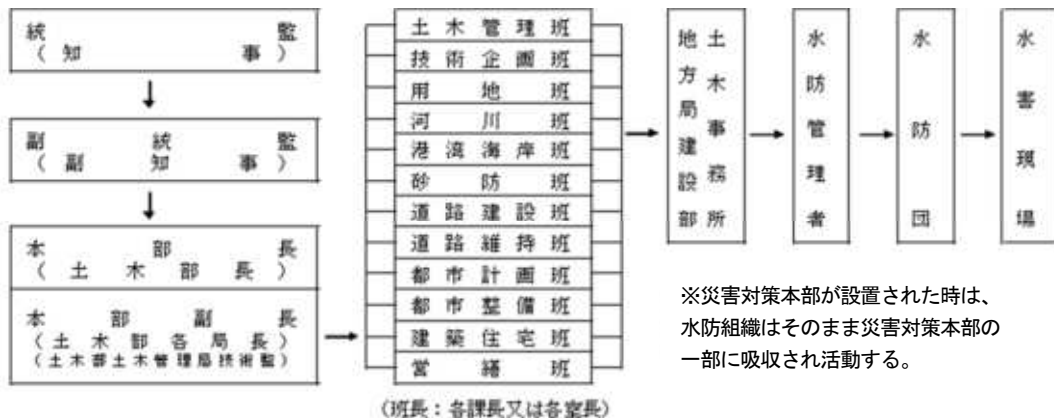 統監
(知事)
副統監
(副知事)
本部長
(土木部長)
本部副長
(土木部各局長)
(土木部土木管理局技術監)
土木管理班
技術企画班
用地班
河川班
港湾海岸班
砂防班
道路建設班
道路維持班
都市計画班
都市整備班
建築住宅班
営繕班
(班長:各課長又は各室長)
土木事務所
地方局建設部
水防管理者
水防団
水害現場
※災害対策本部が設置された時は、
水防組織はそのまま災害対策本部の
一部に吸収され活動する。